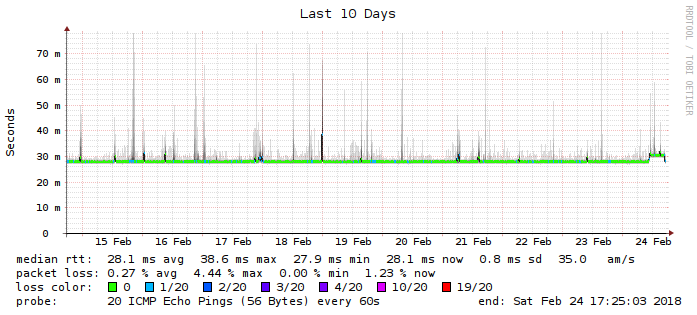 Last 10 Days
RRDTOOL / TOBI OETIKER
Seconds
70 m
60 m
50 m
40 m
30 m
20 m
10 m
0
15 Feb 16 Feb 17 Feb 18 Feb 19 Feb 20 Feb 21 Feb 22 Feb 23 Feb 24 Feb
median rtt: 28.1 ms avg 38.6 ms max 27.9 ms min 28.1 ms now 0.8 ms sd 35.0 am/s
packet loss: 0.27 % avg 4.44 % max 0.00 % min 1.23 % now
loss color: 0 1/20 2/20 3/20 4/20 10/20 19/20
probe: 20 ICMP Echo Pings (56 Bytes) every 60s end: Sat Feb 24 17:25:03 2018